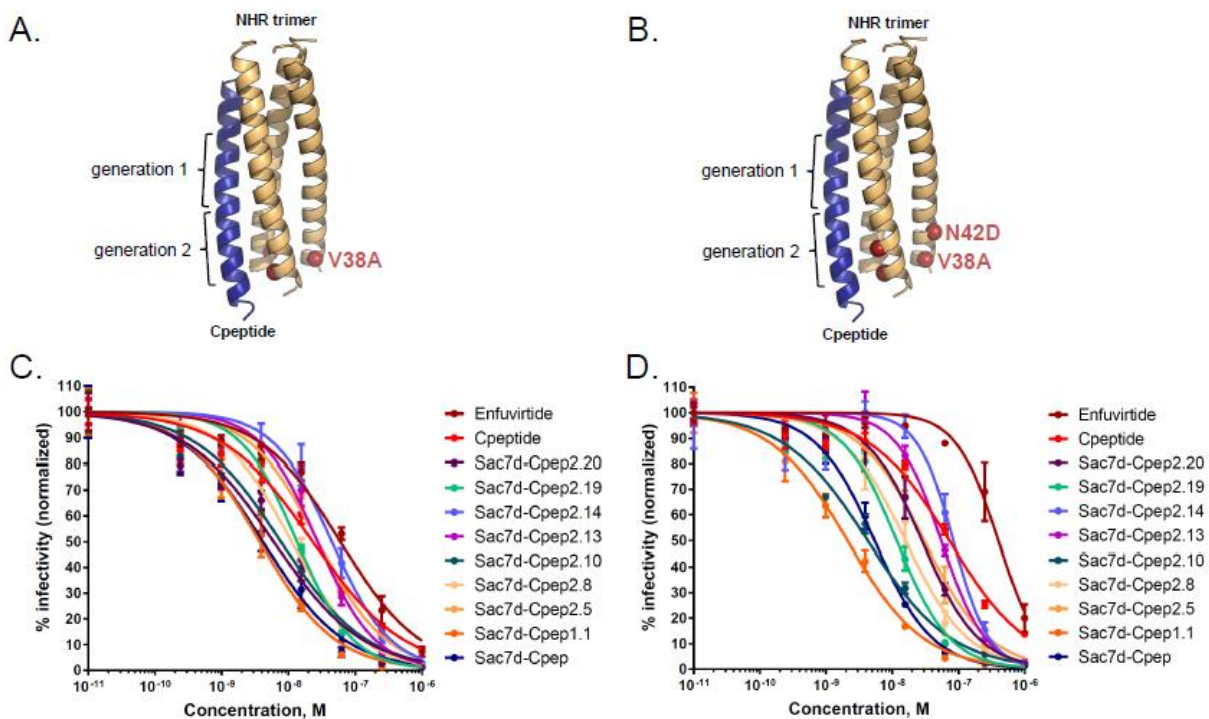 A.
NHR trimer
generation 1
generation 2
V38A
Cpeptide
B.
NHR trimer
generation 1
generation 2
N42D
V38A
Cpeptide
C.
% infectivity (normalized)
110
100
90
80
70
60
50
40
30
20
10
0
10-11
10-10
10-9
10-8
10-7
10-6
Concentration, M
Enfuvirtide
Cpeptide
Sac7d-Cpep2.20
Sac7d-Cpep2.19
Sac7d-Cpep2.14
Sac7d-Cpep2.13
Sac7d-Cpep2.10
Sac7d-Cpep2.8
Sac7d-Cpep2.5
Sac7d-Cpep1.1
Sac7d-Cpep
D.
% infectivity (normalized)
110
100
90
80
70
60
50
40
30
20
10
0
10-11
10-10
10-9
10-8
10-7
10-6
Concentration, M
Enfuvirtide
Cpeptide
Sac7d-Cpep2.20
Sac7d-Cpep2.19
Sac7d-Cpep2.14
Sac7d-Cpep2.13
Sac7d-Cpep2.10
Sac7d-Cpep2.8
Sac7d-Cpep2.5
Sac7d-Cpep1.1
Sac7d-Cpep